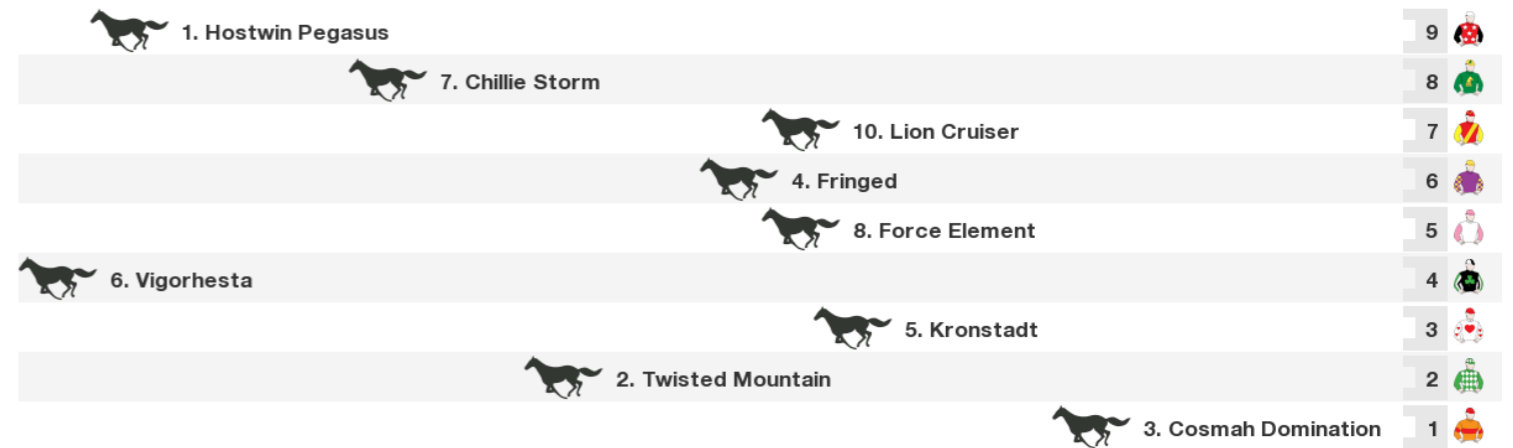 1. Hostwin Pegasus 9
7. Chillie Storm 8
10. Lion Cruiser 7
4. Fringed 6
8. Force Element 5
6. Vigorhesta 4
5. Kronstadt 3
2. Twisted Mountain 2
3. Cosmah Domination 1